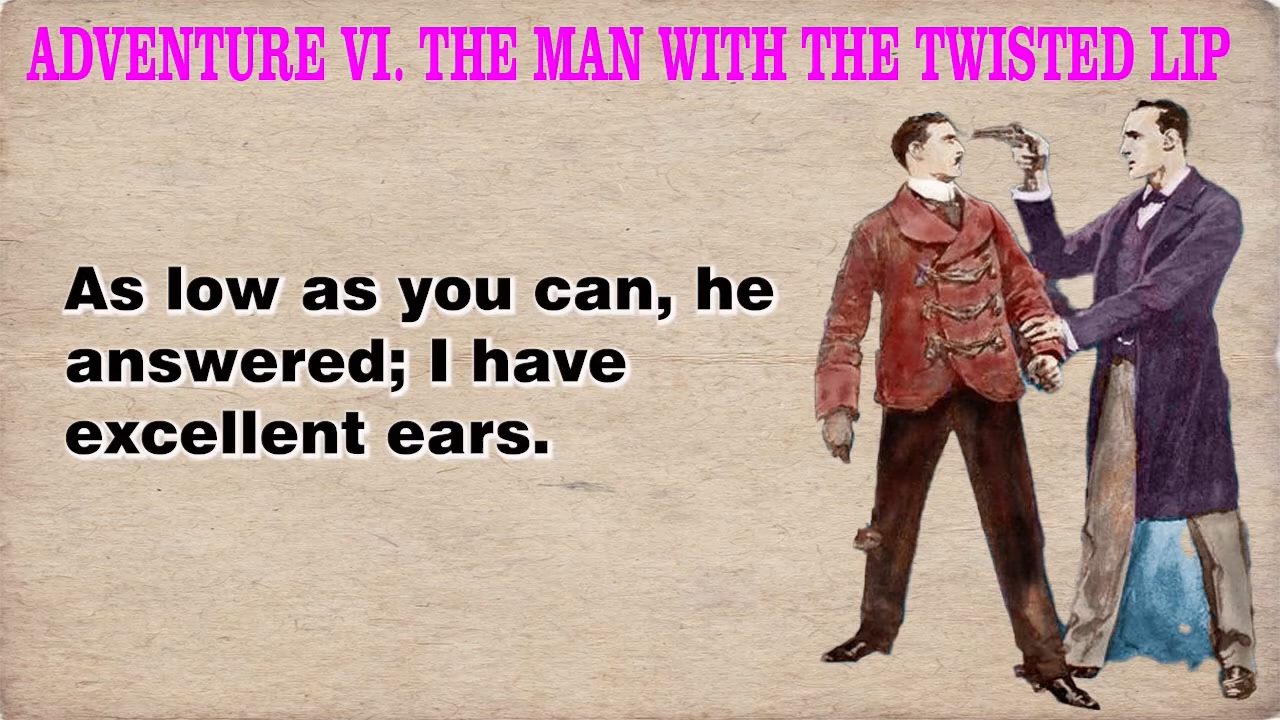 ADVENTURE VI. THE MAN WITH THE TWISTED LIP
As low as you can, he
answered; I have
excellent ears.